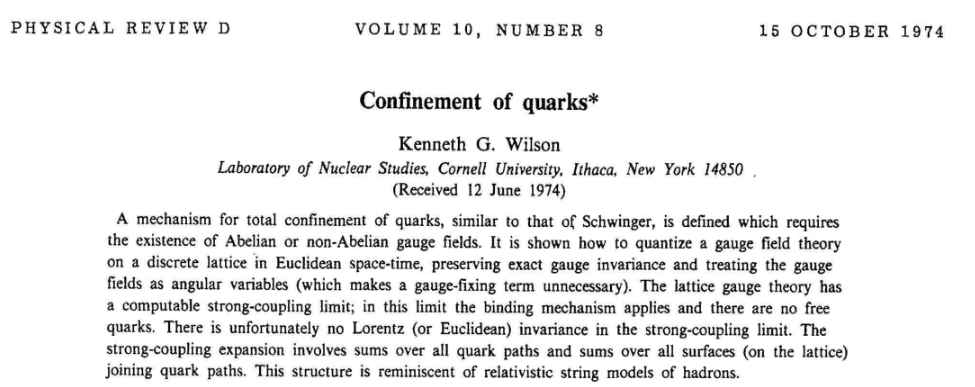 PHYSICAL REVIEW D VOLUME 10, NUMBER 8 15 OCTOBER 1974
Confinement of quarks*
Kenneth G. Wilson
Laboratory of Nuclear Studies, Cornell University, Ithaca, New York 14850
(Received 12 June 1974)
A mechanism for total confinement of quarks, similar to that of Schwinger, is defined which requires
the existence of Abelian or non-Abelian gauge fields. It is shown how to quantize a gauge field theory
on a discrete lattice in Euclidean space-time, preserving exact gauge invariance and treating the gauge
fields as angular variables (which makes a gauge-fixing term unnecessary). The lattice gauge theory has
a computable strong-coupling limit; in this limit the binding mechanism applies and there are no free
quarks. There is unfortunately no Lorentz (or Euclidean) invariance in the strong-coupling limit. The
strong-coupling expansion involves sums over all quark paths and sums over all surfaces (on the lattice)
joining quark paths. This structure is reminiscent of relativistic string models of hadrons.